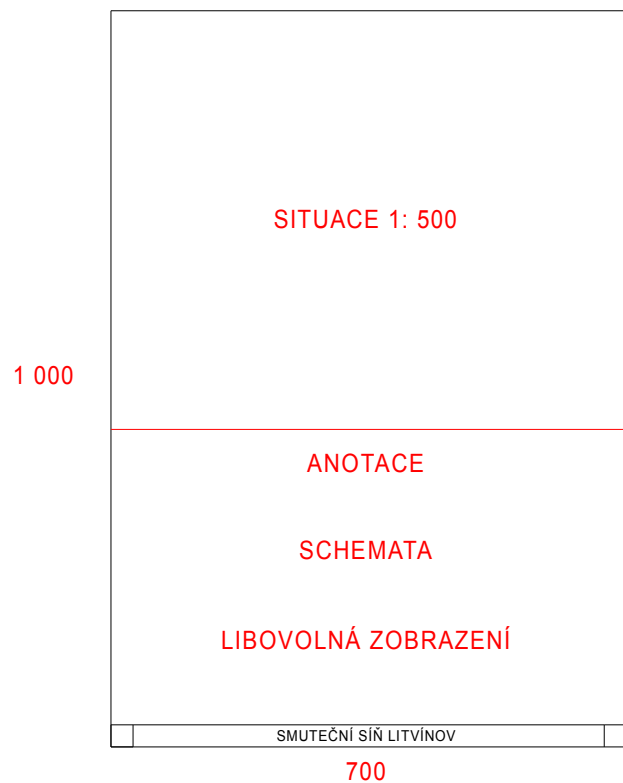 SITUACE 1: 500
1 000
ANOTACE
SCHEMATA
LIBOVOLNÁ ZOBRAZENÍ
SMUTEČNÍ SÍŇ LITVÍNOV
700